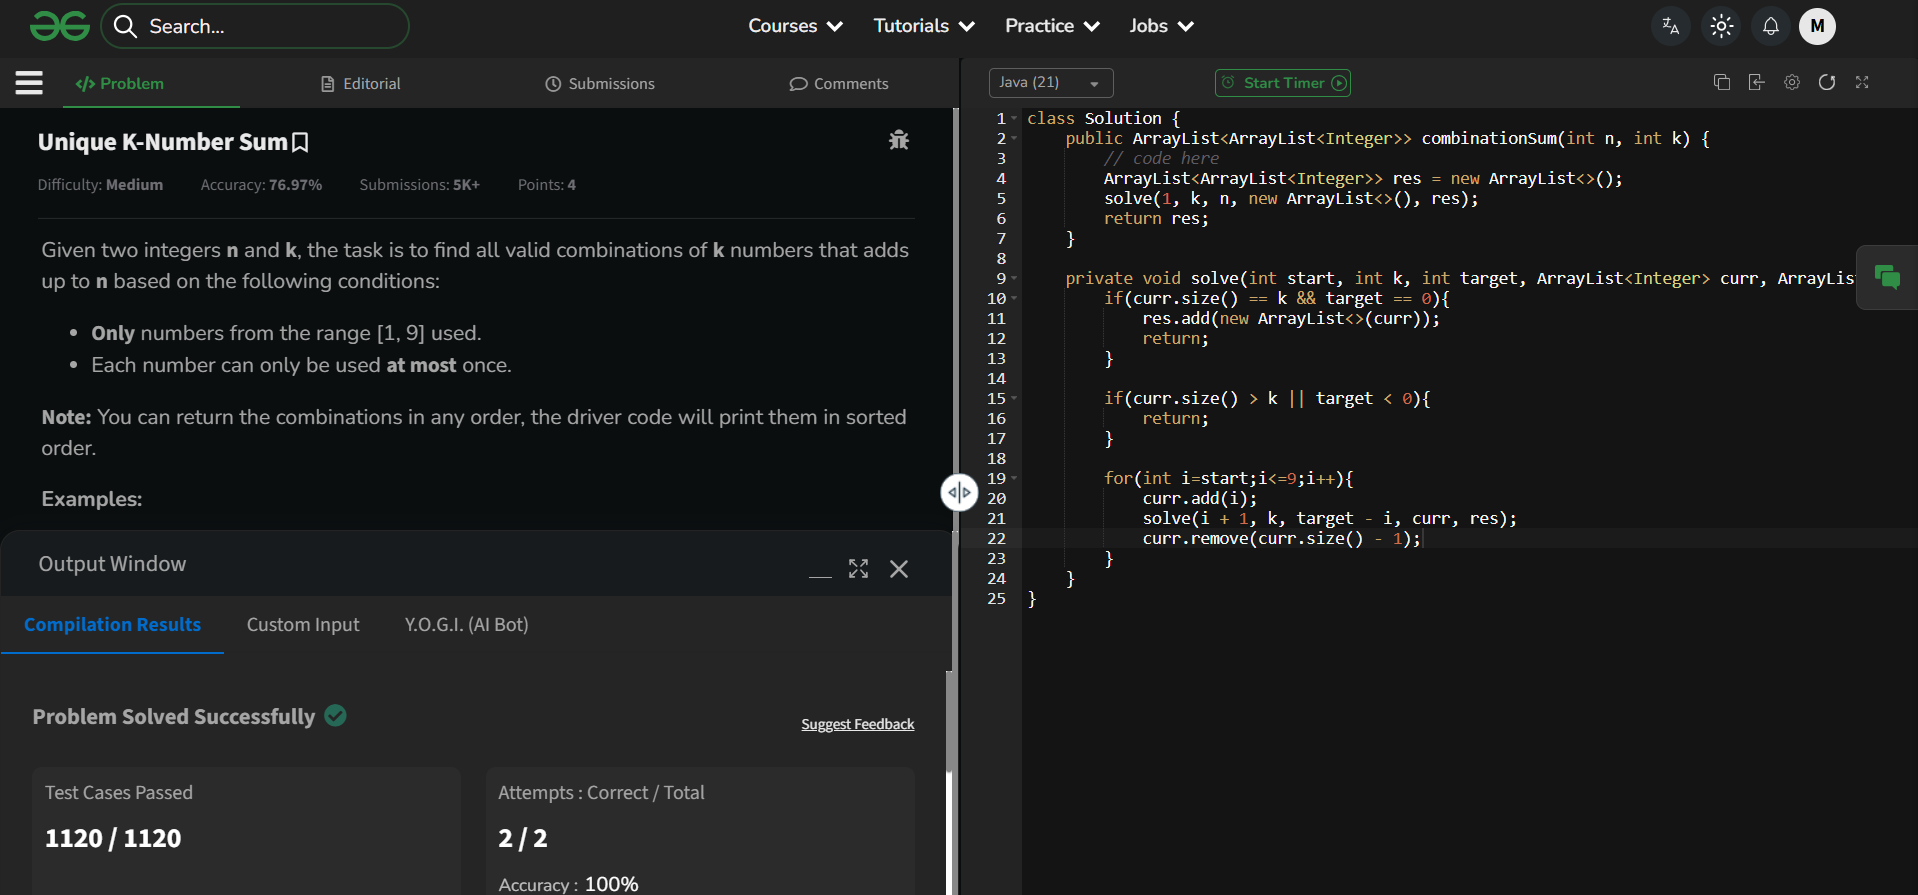 Search...
Courses
Tutorials
Practice
Jobs
M
</> Problem
Editorial
Submissions
Comments
Unique K-Number Sum
Difficulty: Medium
Accuracy: 76.97%
Submissions: 5K+
Points: 4
Given two integers n and k, the task is to find all valid combinations of k numbers that adds
up to n based on the following conditions:
• Only numbers from the range [1, 9] used.
• Each number can only be used at most once.
Note: You can return the combinations in any order, the driver code will print them in sorted
order.
Examples:
Output Window
Compilation Results
Custom Input
Y.O.G.I. (AI Bot)
Problem Solved Successfully
Suggest Feedback
Test Cases Passed
1120 / 1120
Attempts : Correct / Total
2 / 2
Accuracy : 100%
Java (21)
Start Timer
1 class Solution {
2     public ArrayList<ArrayList<Integer>> combinationSum(int n, int k) {
3         // code here
4         ArrayList<ArrayList<Integer>> res = new ArrayList<>();
5         solve(1, k, n, new ArrayList<>(), res);
6         return res;
7     }
8
9     private void solve(int start, int k, int target, ArrayList<Integer> curr, ArrayLis
10         if(curr.size() == k && target == 0){
11             res.add(new ArrayList<>(curr));
12             return;
13         }
14
15         if(curr.size() > k || target < 0){
16             return;
17         }
18
19         for(int i=start;i<=9;i++){
20             curr.add(i);
21             solve(i + 1, k, target - i, curr, res);
22             curr.remove(curr.size() - 1);
23         }
24     }
25 }